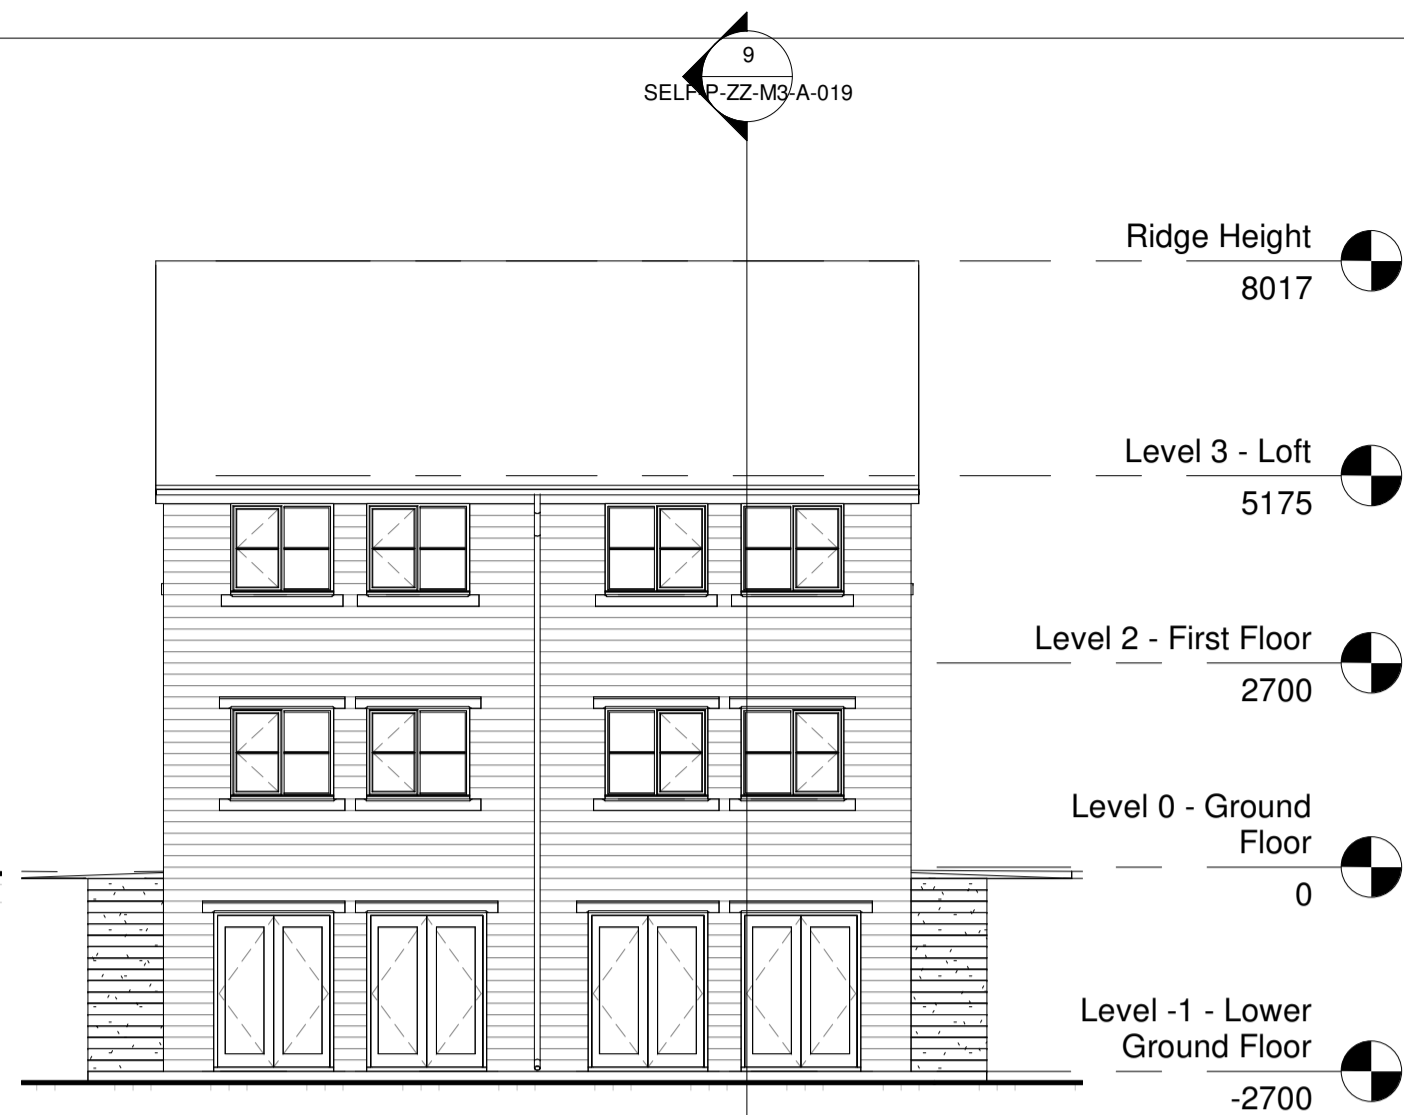 9
SELF-P-ZZ-M3-A-019
Ridge Height
8017
Level 3 - Loft
5175
Level 2 - First Floor
2700
Level 0 - Ground
Floor
0
Level -1 - Lower
Ground Floor
-2700